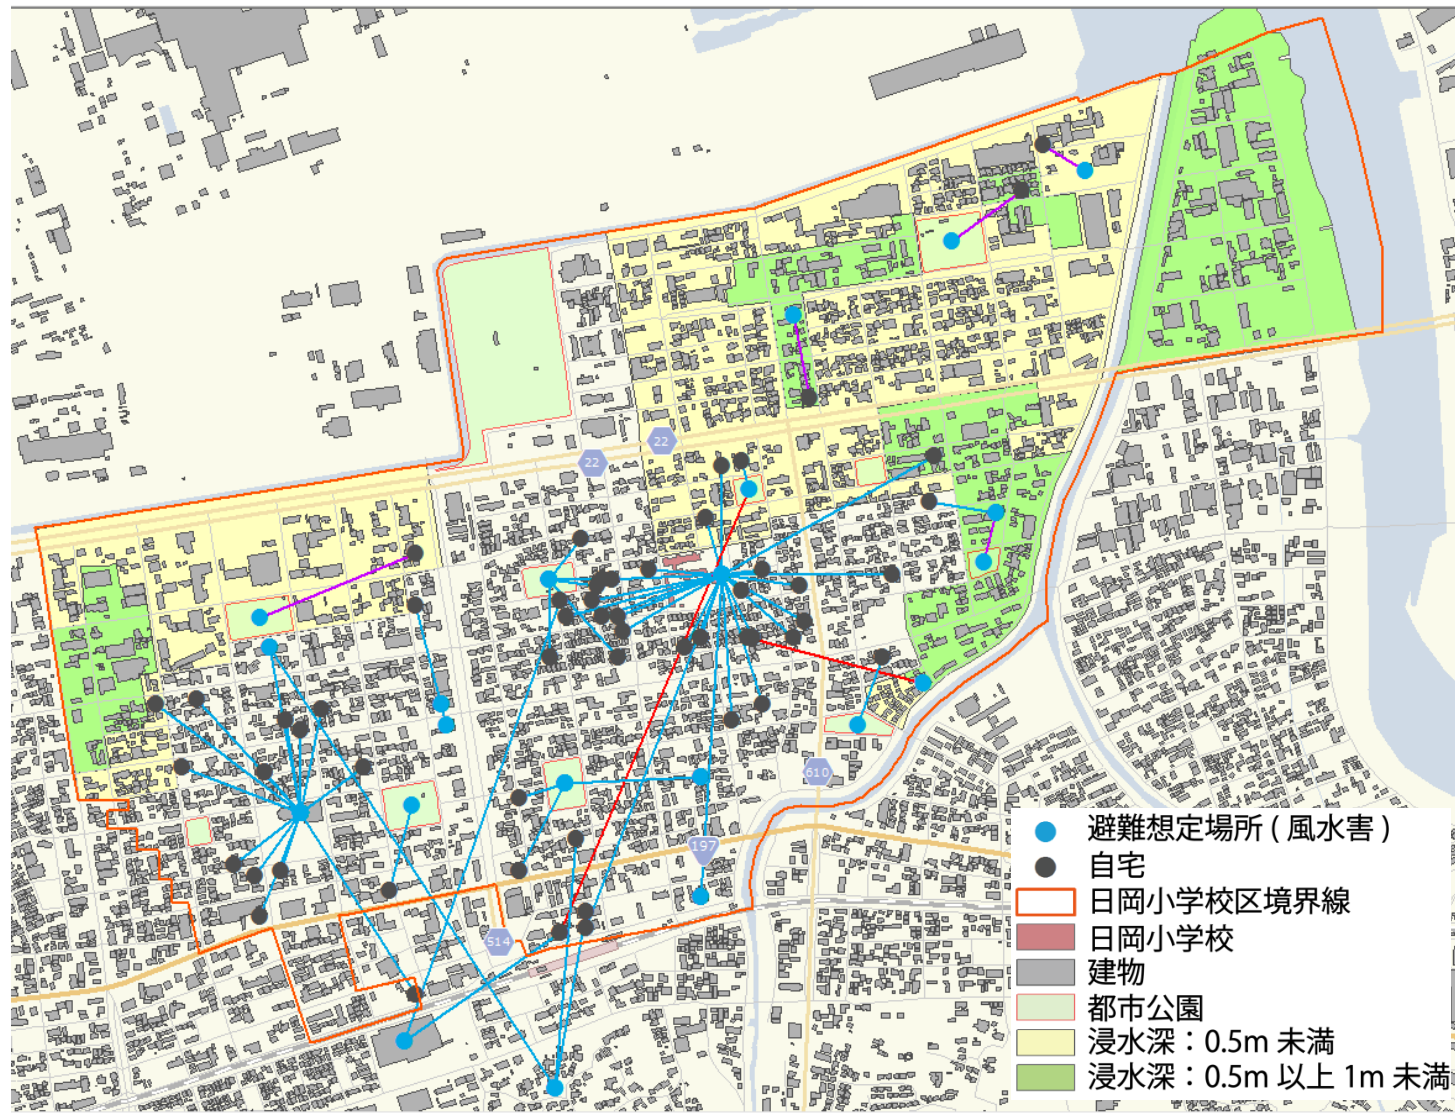 22
22
610
197
514
避難想定場所 ( 風水害 )
自宅
日岡小学校区境界線
日岡小学校
建物
都市公園
浸水深：0.5m 未満
浸水深：0.5m 以上 1m 未満